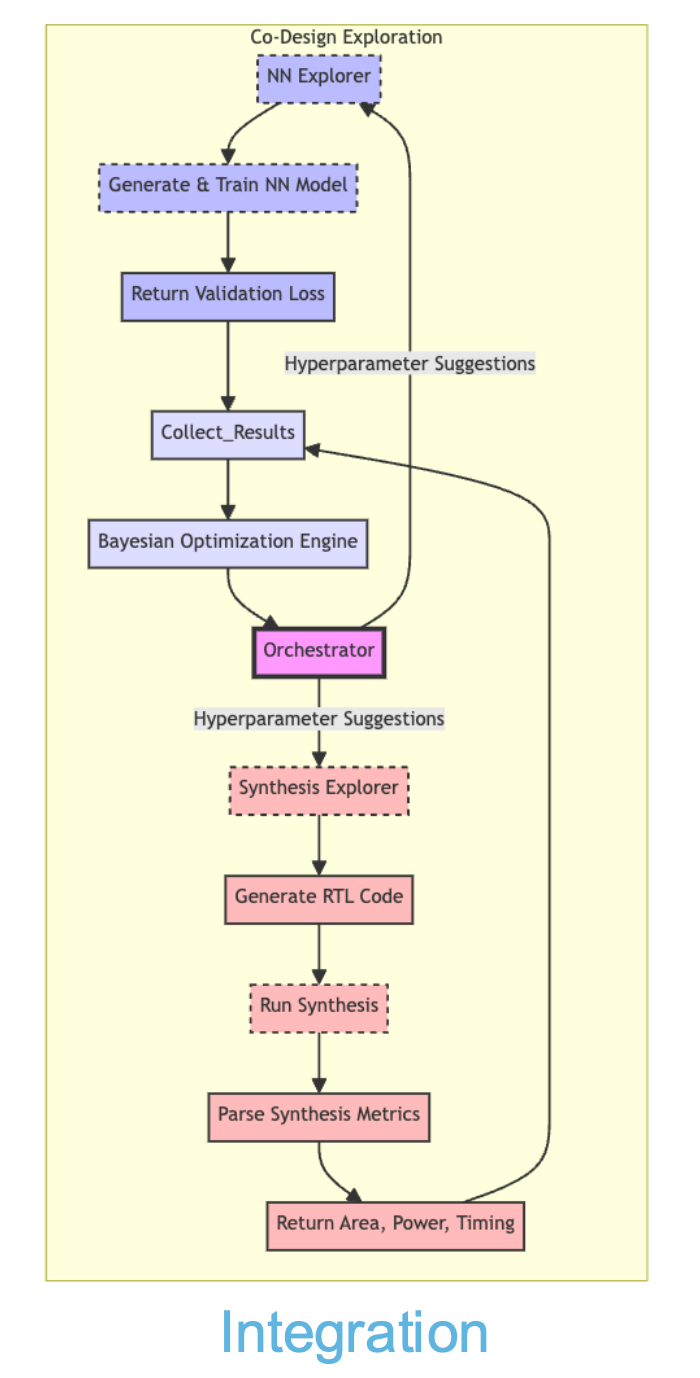 Co-Design Exploration
NN Explorer
Generate & Train NN Model
Return Validation Loss
Hyperparameter Suggestions
Collect_Results
Bayesian Optimization Engine
Orchestrator
Hyperparameter Suggestions
Synthesis Explorer
Generate RTL Code
Run Synthesis
Parse Synthesis Metrics
Return Area, Power, Timing
Integration